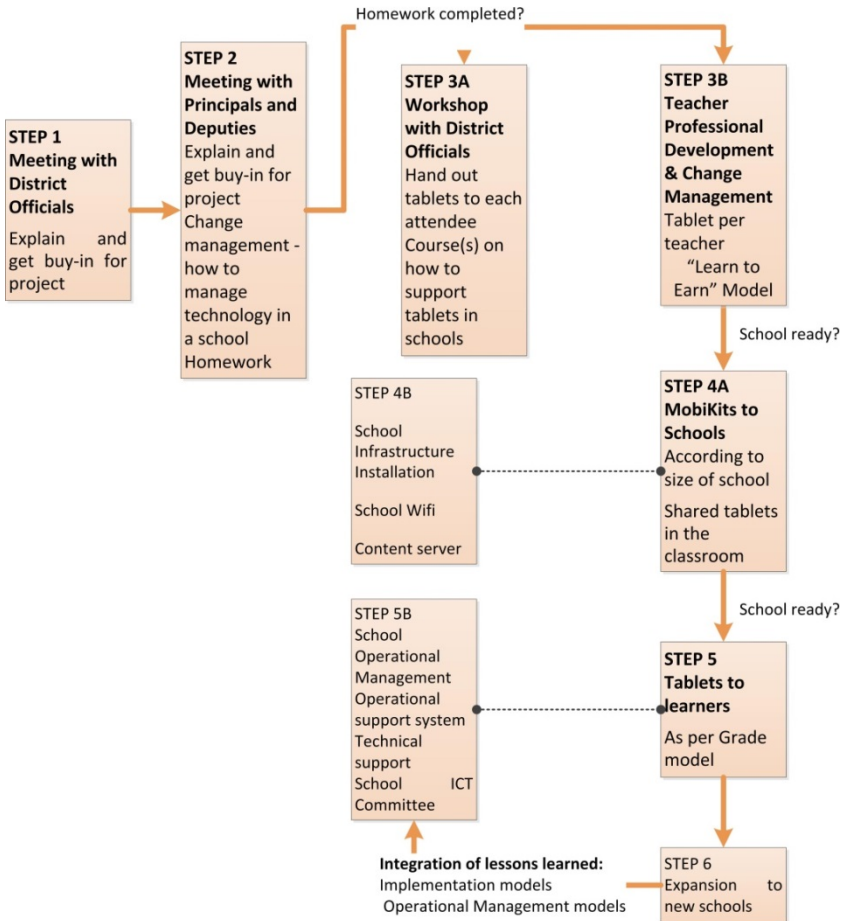 Homework completed?
STEP 1
Meeting with
District
Officials
Explain and
get buy-in for
project
STEP 2
Meeting with
Principals and
Deputies
Explain and
get buy-in for
project
Change
management -
how to
manage
technology in
a school
Homework
STEP 3A
Workshop
with District
Officials
Hand out
tablets to each
attendee
Course(s) on
how to
support
tablets in
schools
STEP 3B
Teacher
Professional
Development
& Change
Management
Tablet per
teacher
“Learn to
Earn” Model
School ready?
STEP 4A
MobiKits to
Schools
According to
size of school
Shared tablets
in the
classroom
STEP 4B
School
Infrastructure
Installation
School Wifi
Content server
School ready?
STEP 5
Tablets to
learners
As per Grade
model
STEP 5B
School
Operational
Management
Operational
support system
Technical
support
School ICT
Committee
STEP 6
Expansion to
new schools
Integration of lessons learned:
Implementation models
Operational Management models